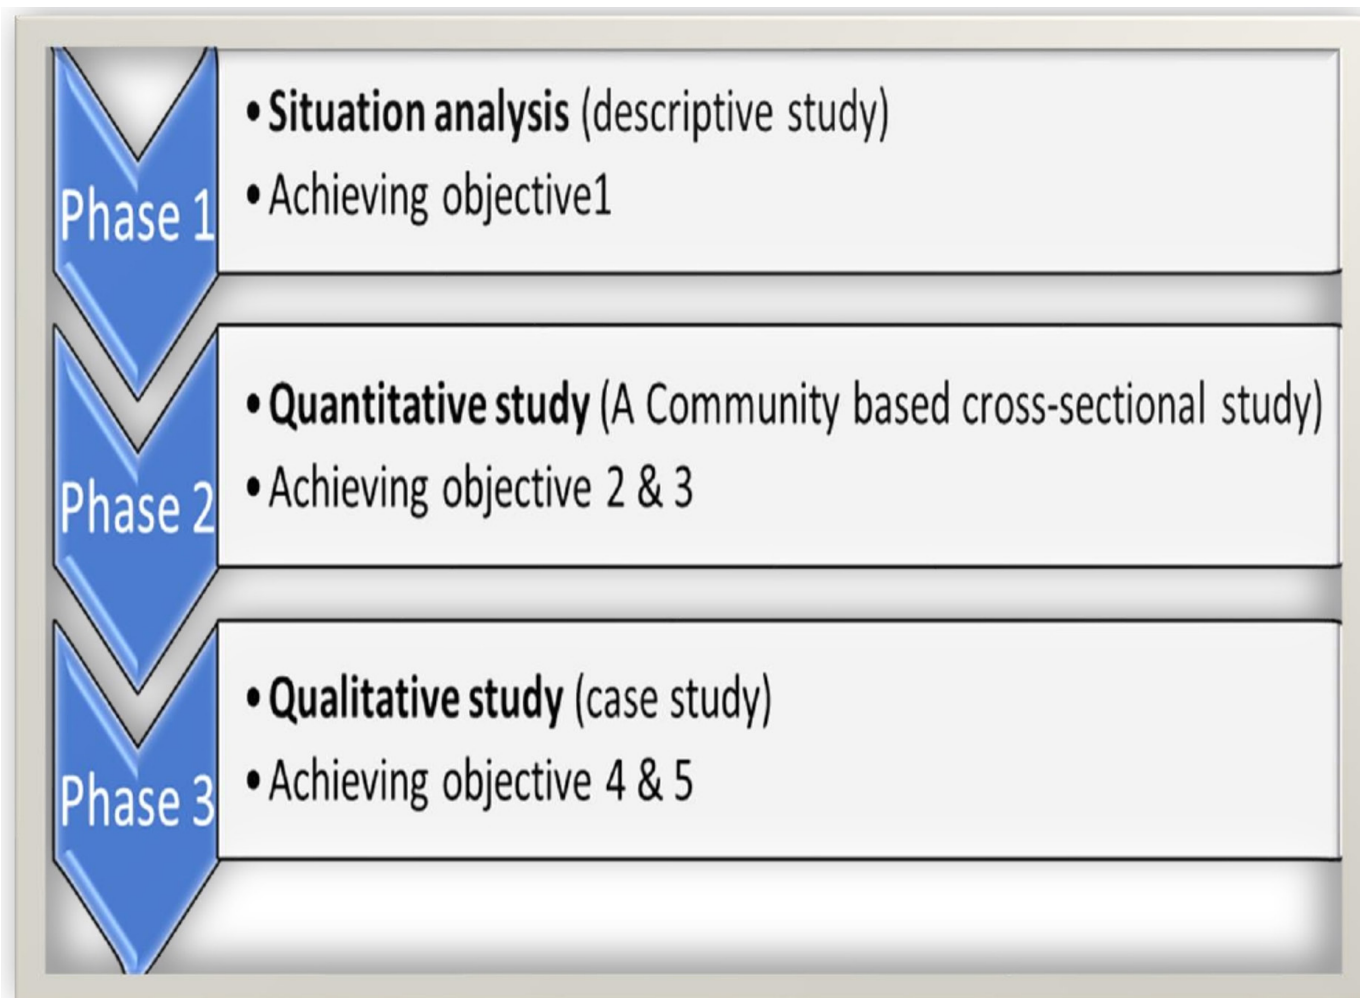 Phase 1
• Situation analysis (descriptive study)
• Achieving objective1
Phase 2
• Quantitative study (A Community based cross-sectional study)
• Achieving objective 2 & 3
Phase 3
• Qualitative study (case study)
• Achieving objective 4 & 5